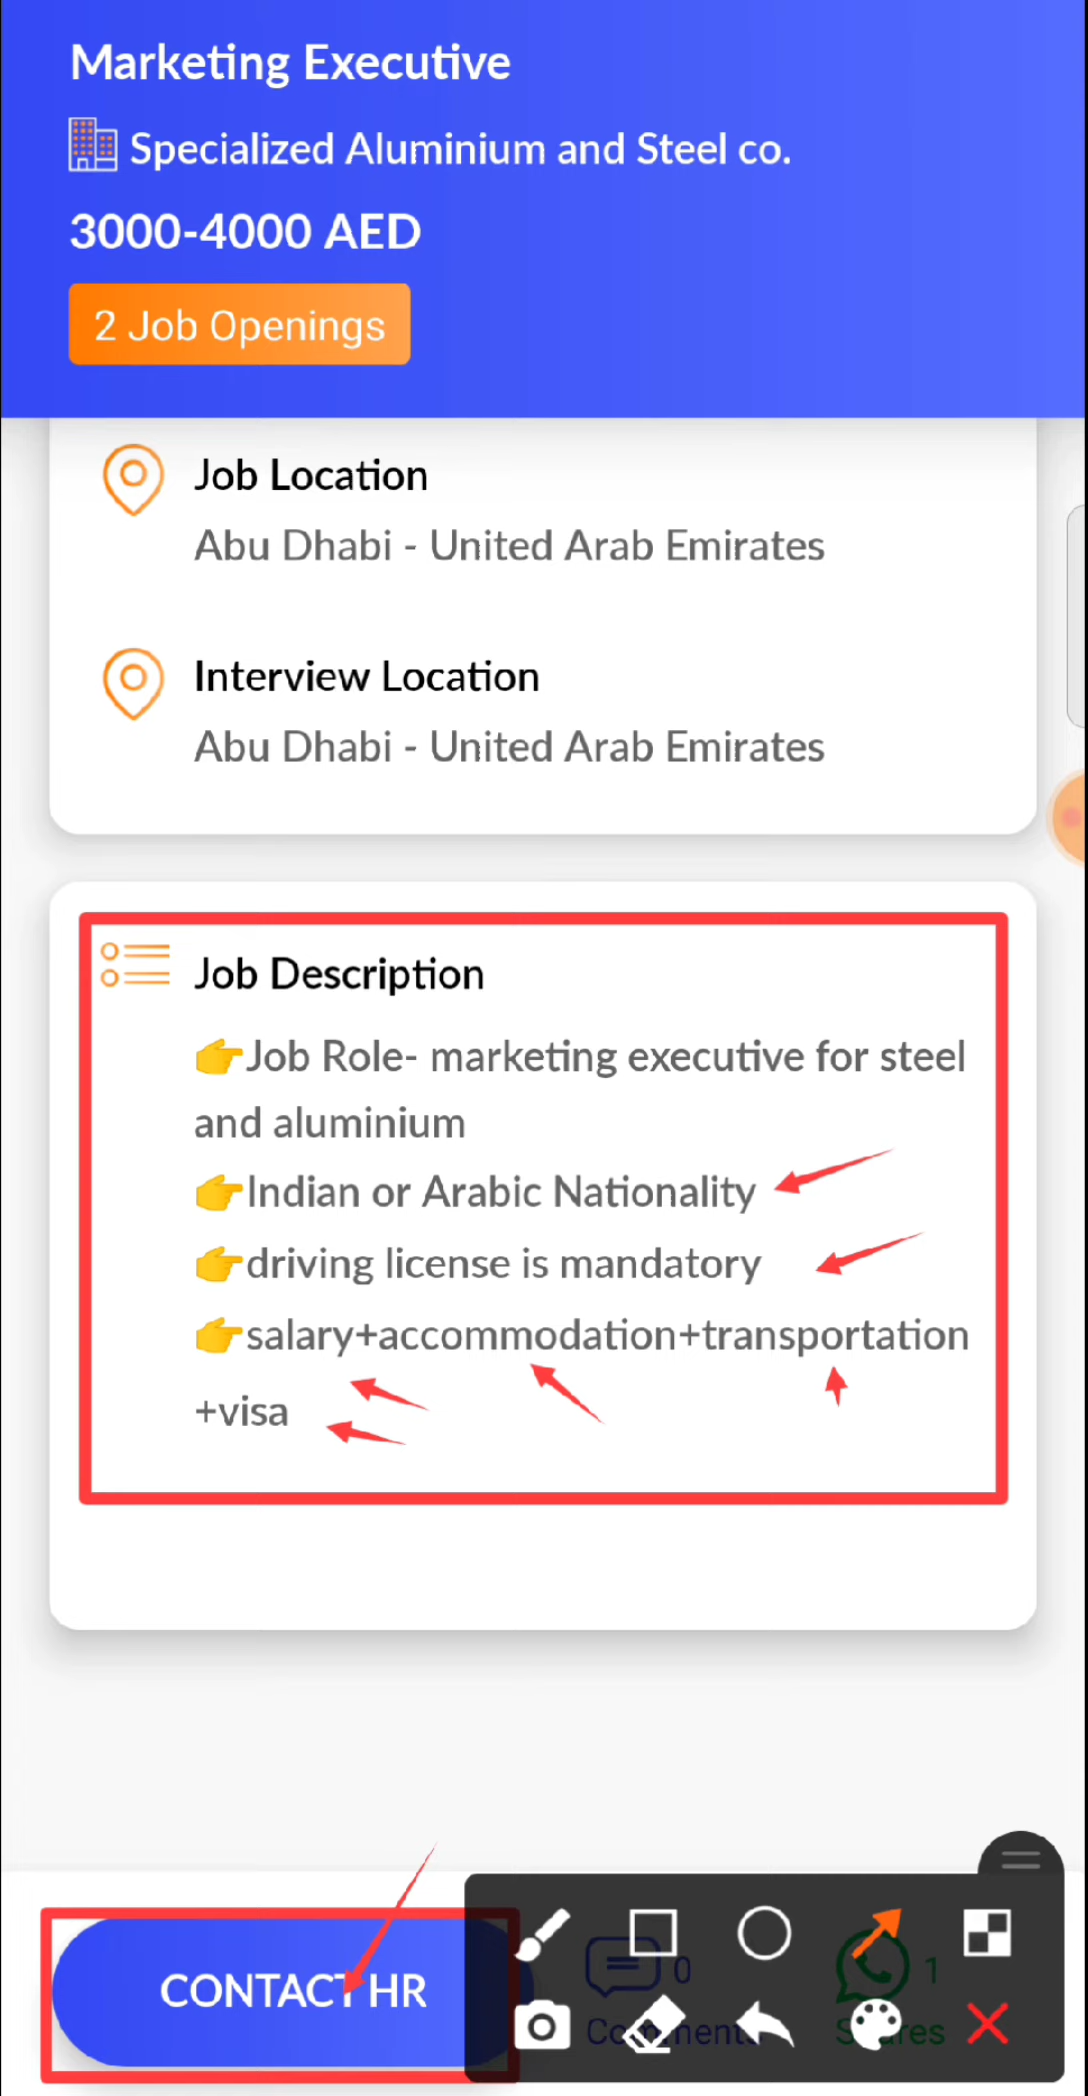 Marketing Executive
Specialized Aluminium and Steel co.
3000-4000 AED
2 Job Openings
Job Location
Abu Dhabi - United Arab Emirates
Interview Location
Abu Dhabi - United Arab Emirates
Job Description
👉Job Role- marketing executive for steel
and aluminium
👉Indian or Arabic Nationality
👉driving license is mandatory
👉salary+accommodation+transportation
+visa
CONTACT HR
0
1